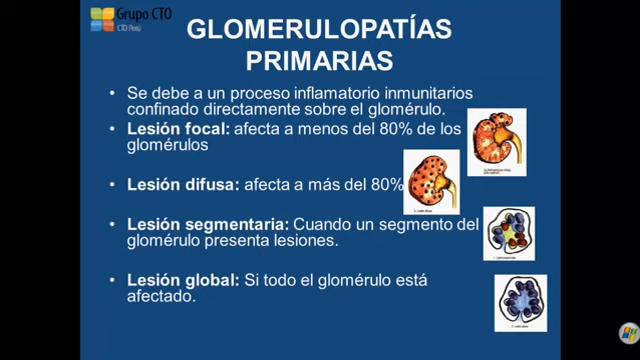 Grupo CTO
CTO Perú
GLOMERULOPATÍAS
PRIMARIAS
• Se debe a un proceso inflamatorio inmunitarios
confinado directamente sobre el glomérulo.
• Lesión focal: afecta a menos del 80% de los
glomérulos
• Lesión difusa: afecta a más del 80%
• Lesión segmentaria: Cuando un segmento del
glomérulo presenta lesiones.
• Lesión global: Si todo el glomérulo está
afectado.